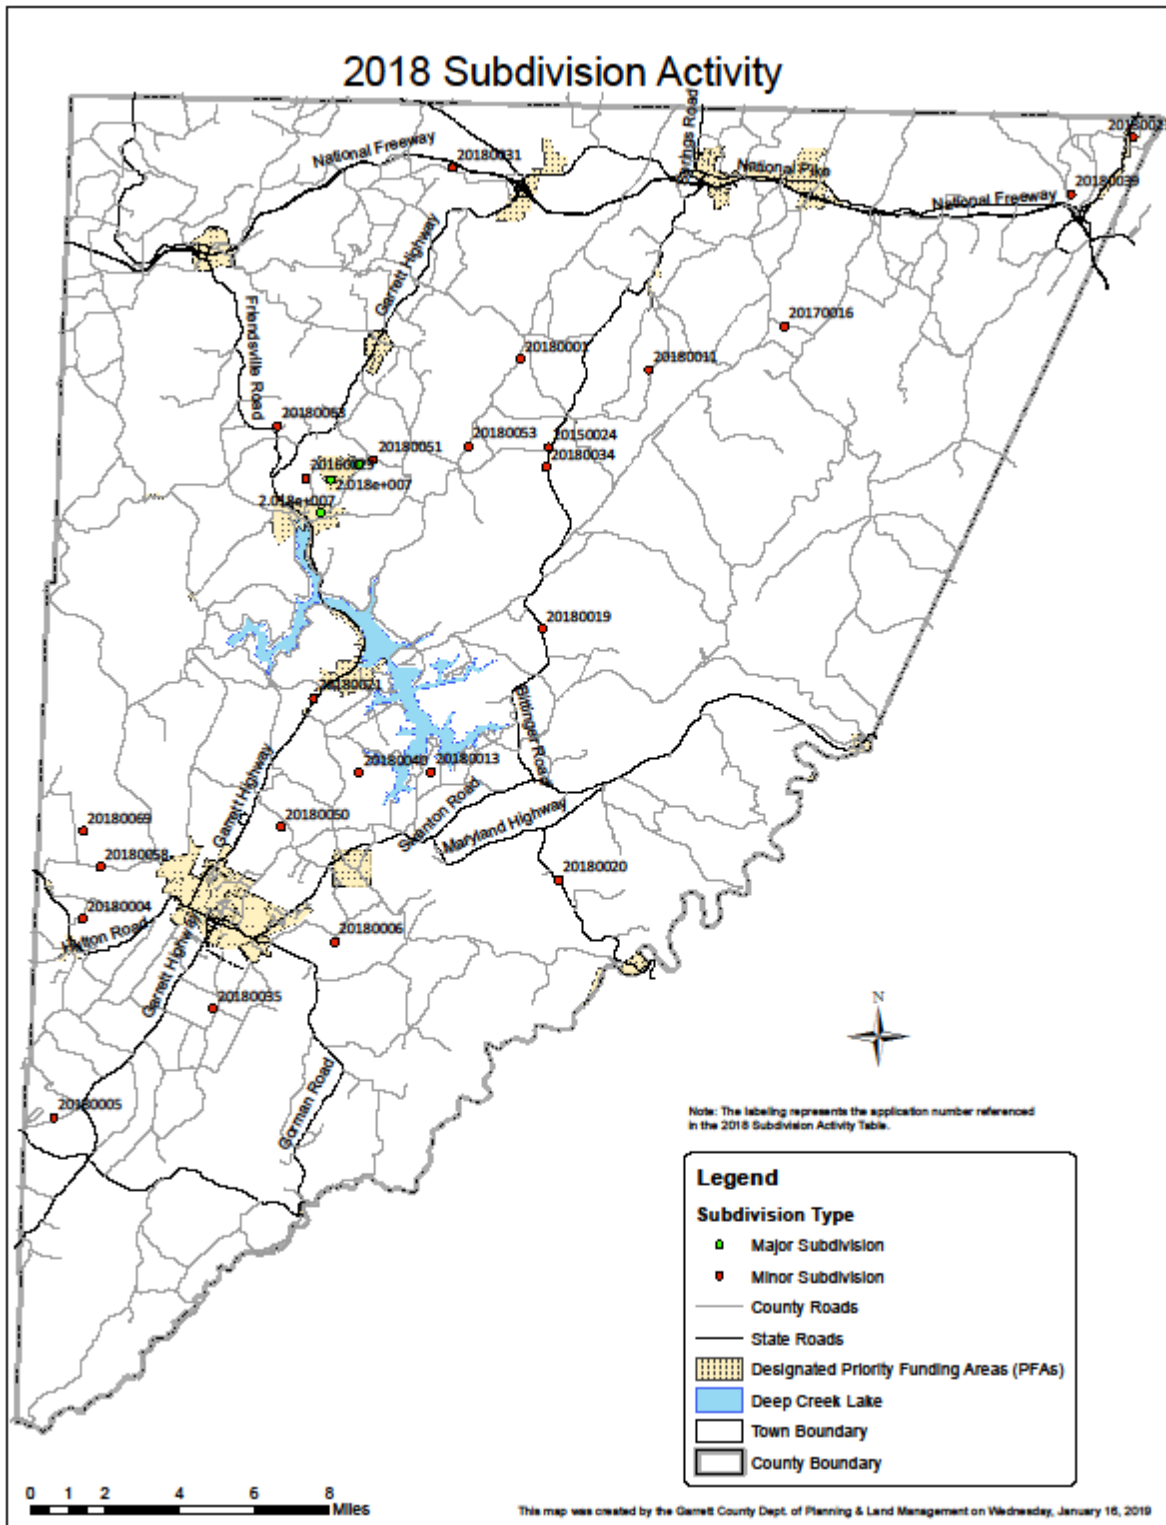 2018 Subdivision Activity
National Freeway
20180031
Springs Road
National Pike
National Freeway
20180039
Garrett Highway
Friendsville Road
20170016
20180001
20180011
20180063
20180053
20150024
20180034
20180051
2.018e+007
2.018e+007
20180019
20180021
Bittinger Road
20180040
20180013
Garrett Highway
Swanton Road
Maryland Highway
20180050
20180069
20180058
20180020
20180004
Hutton Road
20180006
Garrett Highway
20180035
Gorman Road
20180005
N
Note: The labeling represents the application number referenced
in the 2018 Subdivision Activity Table.
Legend
Subdivision Type
Major Subdivision
Minor Subdivision
County Roads
State Roads
Designated Priority Funding Areas (PFAs)
Deep Creek Lake
Town Boundary
County Boundary
0 1 2 4 6 8
Miles
This map was created by the Garrett County Dept. of Planning & Land Management on Wednesday, January 16, 2019